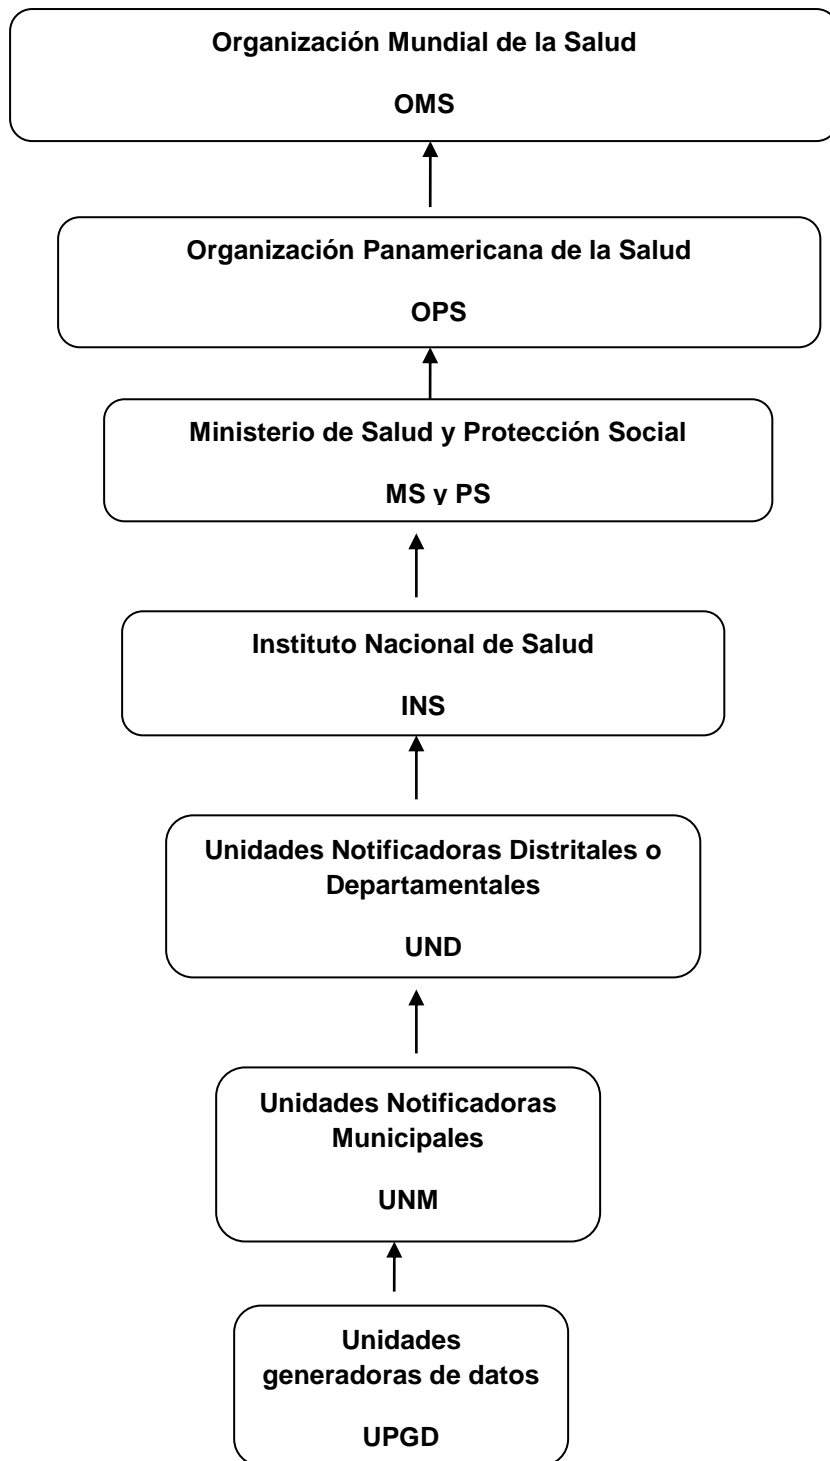 Organización Mundial de la Salud
OMS
Organización Panamericana de la Salud
OPS
Ministerio de Salud y Protección Social
MS y PS
Instituto Nacional de Salud
INS
Unidades Notificadoras Distritales o
Departamentales
UND
Unidades Notificadoras
Municipales
UNM
Unidades
generadoras de datos
UPGD